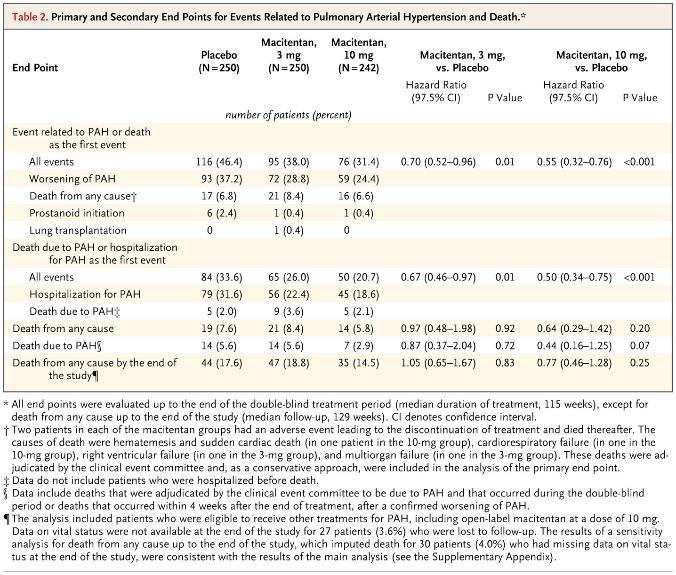 Table 2. Primary and Secondary End Points for Events Related to Pulmonary Arterial Hypertension and Death.*
End Point Placebo (N=250) Macitentan, 3 mg (N=250) Macitentan, 10 mg (N=242) Macitentan, 3 mg, vs. Placebo Macitentan, 10 mg, vs. Placebo
Hazard Ratio (97.5% CI) P Value Hazard Ratio (97.5% CI) P Value
number of patients (percent)
Event related to PAH or death
as the first event
All events 116 (46.4) 95 (38.0) 76 (31.4) 0.70 (0.52–0.96) 0.01 0.55 (0.32–0.76) <0.001
Worsening of PAH 93 (37.2) 72 (28.8) 59 (24.4)
Death from any cause† 17 (6.8) 21 (8.4) 16 (6.6)
Prostanoid initiation 6 (2.4) 1 (0.4) 1 (0.4)
Lung transplantation 0 1 (0.4) 0
Death due to PAH or hospitalization
for PAH as the first event
All events 84 (33.6) 65 (26.0) 50 (20.7) 0.67 (0.46–0.97) 0.01 0.50 (0.34–0.75) <0.001
Hospitalization for PAH 79 (31.6) 56 (22.4) 45 (18.6)
Death due to PAH‡ 5 (2.0) 9 (3.6) 5 (2.1)
Death from any cause 19 (7.6) 21 (8.4) 14 (5.8) 0.97 (0.48–1.98) 0.92 0.64 (0.29–1.42) 0.20
Death due to PAH§ 14 (5.6) 14 (5.6) 7 (2.9) 0.87 (0.37–2.04) 0.72 0.44 (0.16–1.25) 0.07
Death from any cause by the end of 44 (17.6) 47 (18.8) 35 (14.5) 1.05 (0.65–1.67) 0.83 0.77 (0.46–1.28) 0.25
the study¶
* All end points were evaluated up to the end of the double-blind treatment period (median duration of treatment, 115 weeks), except for
death from any cause up to the end of the study (median follow-up, 129 weeks). CI denotes confidence interval.
† Two patients in each of the macitentan groups had an adverse event leading to the discontinuation of treatment and died thereafter. The
causes of death were hematemesis and sudden cardiac death (in one patient in the 10-mg group), cardiorespiratory failure (in one in the
10-mg group), right ventricular failure (in one in the 3-mg group), and multiorgan failure (in one in the 3-mg group). These deaths were ad-
judicated by the clinical event committee and, as a conservative approach, were included in the analysis of the primary end point.
‡ Data do not include patients who were hospitalized before death.
§ Data include deaths that were adjudicated by the clinical event committee to be due to PAH and that occurred during the double-blind
period or deaths that occurred within 4 weeks after the end of treatment, after a confirmed worsening of PAH.
¶ The analysis included patients who were eligible to receive other treatments for PAH, including open-label macitentan at a dose of 10 mg.
Data on vital status were not available at the end of the study for 27 patients (3.6%) who were lost to follow-up. The results of a sensitivity
analysis for death from any cause up to the end of the study, which imputed death for 30 patients (4.0%) who had missing data on vital sta-
tus at the end of the study, were consistent with the results of the main analysis (see the Supplementary Appendix).